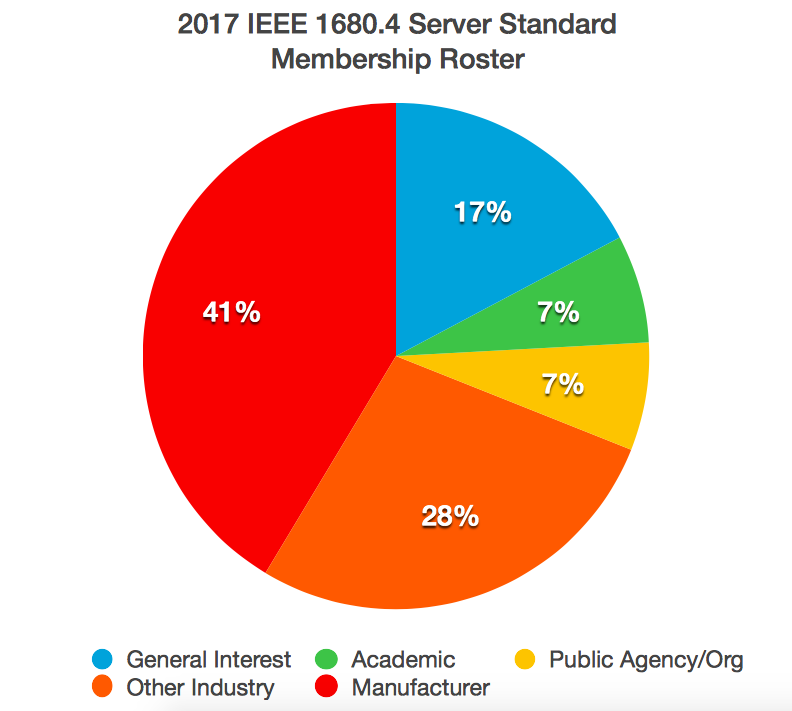 2017 IEEE 1680.4 Server Standard
Membership Roster
17%
7%
7%
28%
41%
General Interest
Academic
Public Agency/Org
Other Industry
Manufacturer